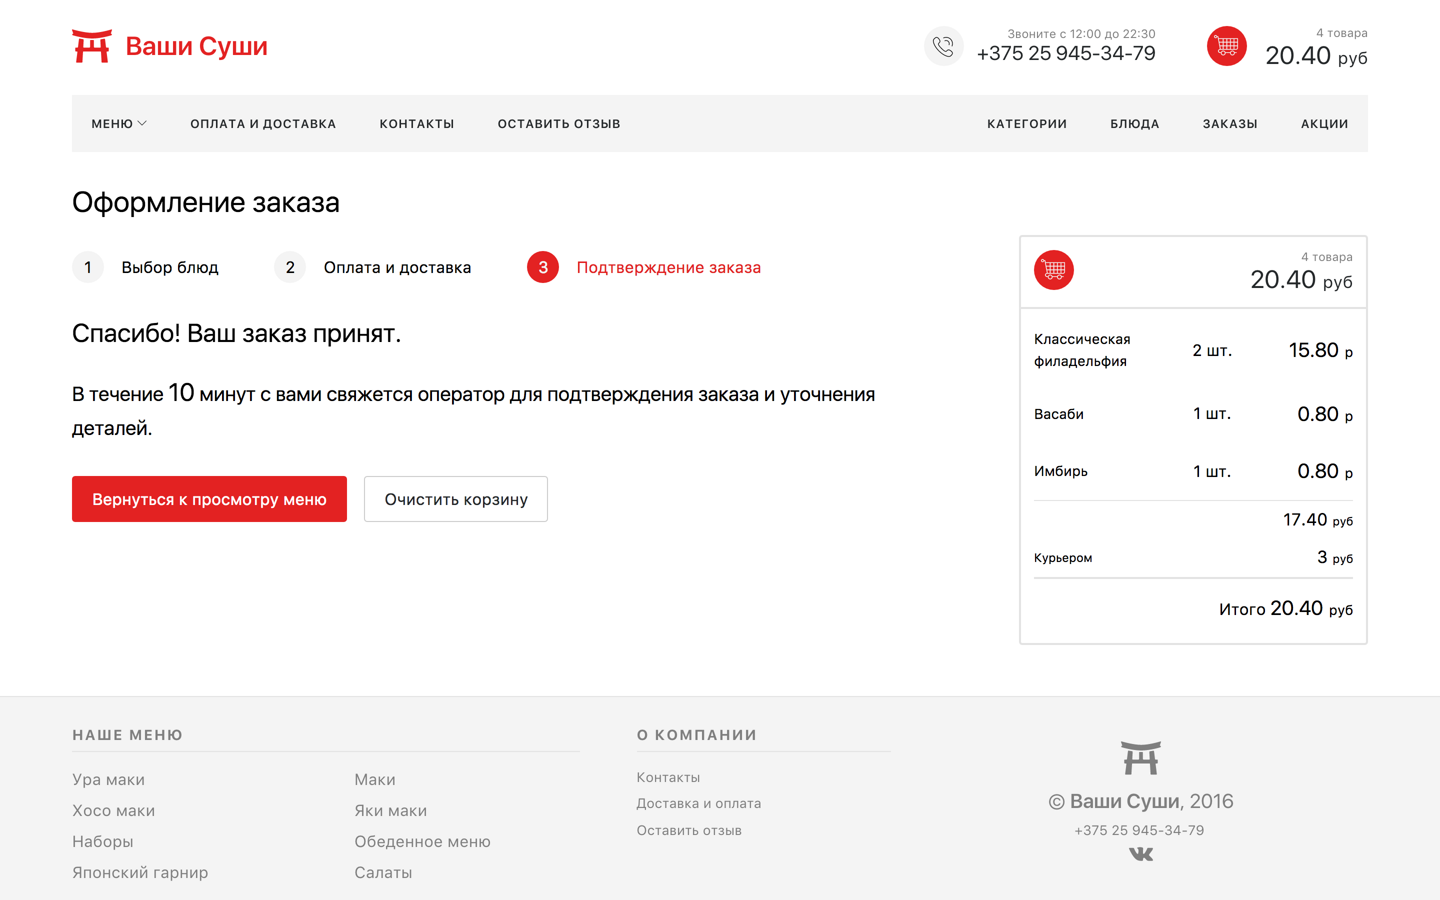 Ваши Суши
Звоните с 12:00 до 22:30
+375 25 945-34-79
4 товара
20.40 руб
МЕНЮ
ОПЛАТА И ДОСТАВКА
КОНТАКТЫ
ОСТАВИТЬ ОТЗЫВ
КАТЕГОРИИ
БЛЮДА
ЗАКАЗЫ
АКЦИИ
Оформление заказа
1 Выбор блюд
2 Оплата и доставка
3 Подтверждение заказа
Спасибо! Ваш заказ принят.
В течение 10 минут с вами свяжется оператор для подтверждения заказа и уточнения
деталей.
Вернуться к просмотру меню
Очистить корзину
4 товара
20.40 руб
Классическая
филадельфия
2 шт.
15.80 р
Васаби
1 шт.
0.80 р
Имбирь
1 шт.
0.80 р
17.40 руб
Курьером
3 руб
Итого 20.40 руб
НАШЕ МЕНЮ
Ура маки
Хосо маки
Наборы
Японский гарнир
Маки
Яки маки
Обеденное меню
Салаты
О КОМПАНИИ
Контакты
Доставка и оплата
Оставить отзыв
© Ваши Суши, 2016
+375 25 945-34-79